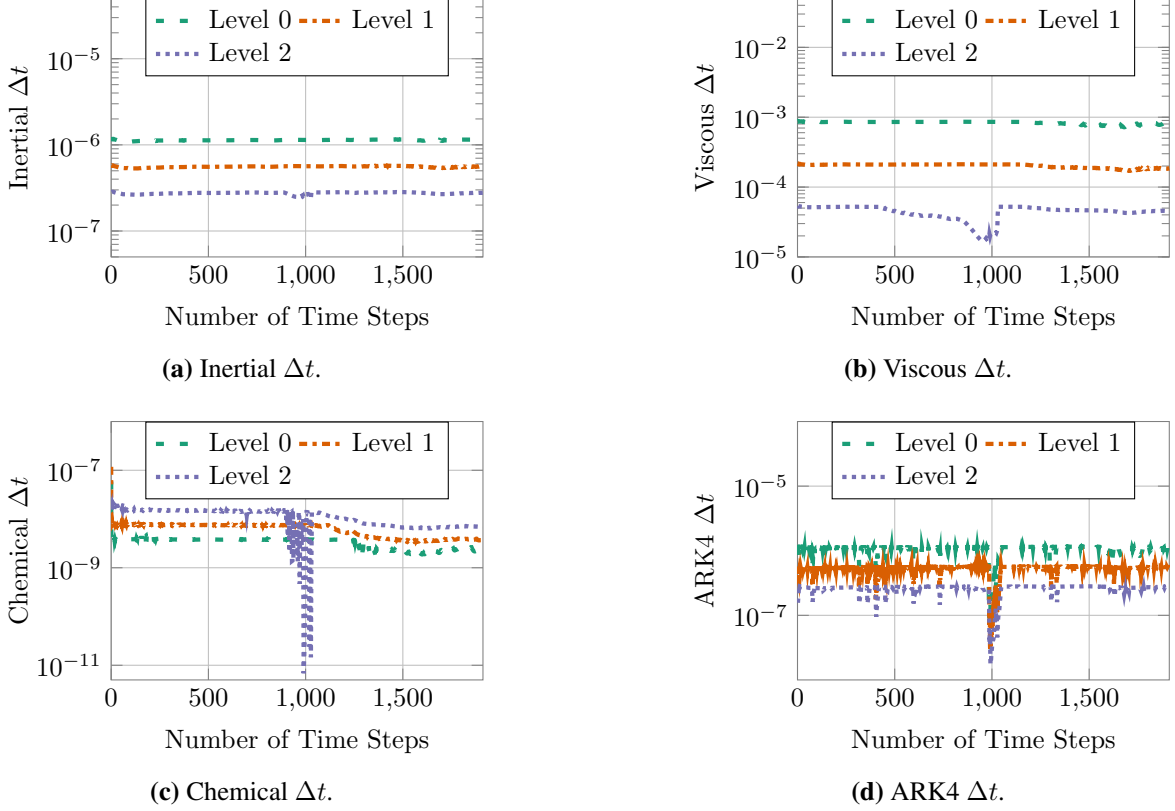 Level 0 Level 1
Level 2
Inertial Δt
10⁻⁵
10⁻⁶
10⁻⁷
0 500 1,000 1,500
Number of Time Steps
(a) Inertial Δt.
Level 0 Level 1
Level 2
Viscous Δt
10⁻²
10⁻³
10⁻⁴
10⁻⁵
0 500 1,000 1,500
Number of Time Steps
(b) Viscous Δt.
Level 0 Level 1
Level 2
Chemical Δt
10⁻⁷
10⁻⁹
10⁻¹¹
0 500 1,000 1,500
Number of Time Steps
(c) Chemical Δt.
Level 0 Level 1
Level 2
ARK4 Δt
10⁻⁵
10⁻⁷
0 500 1,000 1,500
Number of Time Steps
(d) ARK4 Δt.